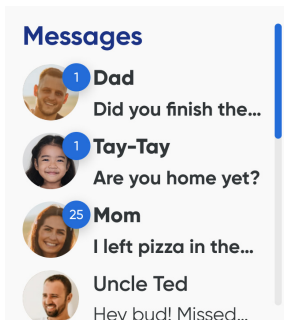 Messages
1
Dad
Did you finish the...
1
Tay-Tay
Are you home yet?
25
Mom
I left pizza in the...
Uncle Ted
Hey bud! Missed...